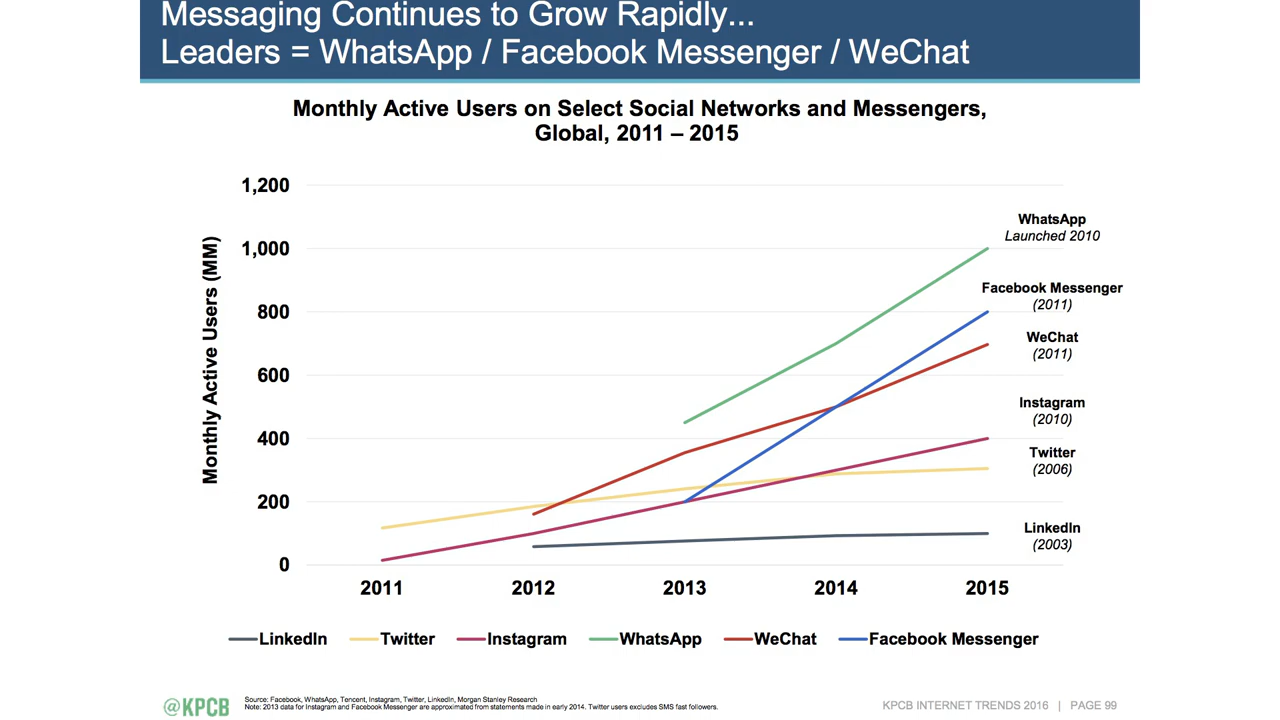 Messaging Continues to Grow Rapidly...
Leaders = WhatsApp / Facebook Messenger / WeChat
Monthly Active Users on Select Social Networks and Messengers,
Global, 2011 – 2015
Monthly Active Users (MM)
1,200
1,000
800
600
400
200
0
2011
2012
2013
2014
2015
WhatsApp
Launched 2010
Facebook Messenger
(2011)
WeChat
(2011)
Instagram
(2010)
Twitter
(2006)
LinkedIn
(2003)
LinkedIn Twitter Instagram WhatsApp WeChat Facebook Messenger
@KPCB
Source: Facebook, WhatsApp, Tencent, Instagram, Twitter, LinkedIn, Morgan Stanley Research
Note: 2013 data for Instagram and Facebook Messenger are approximated from statements made in early 2014. Twitter users excludes SMS fast followers.
KPCB INTERNET TRENDS 2016 | PAGE 99